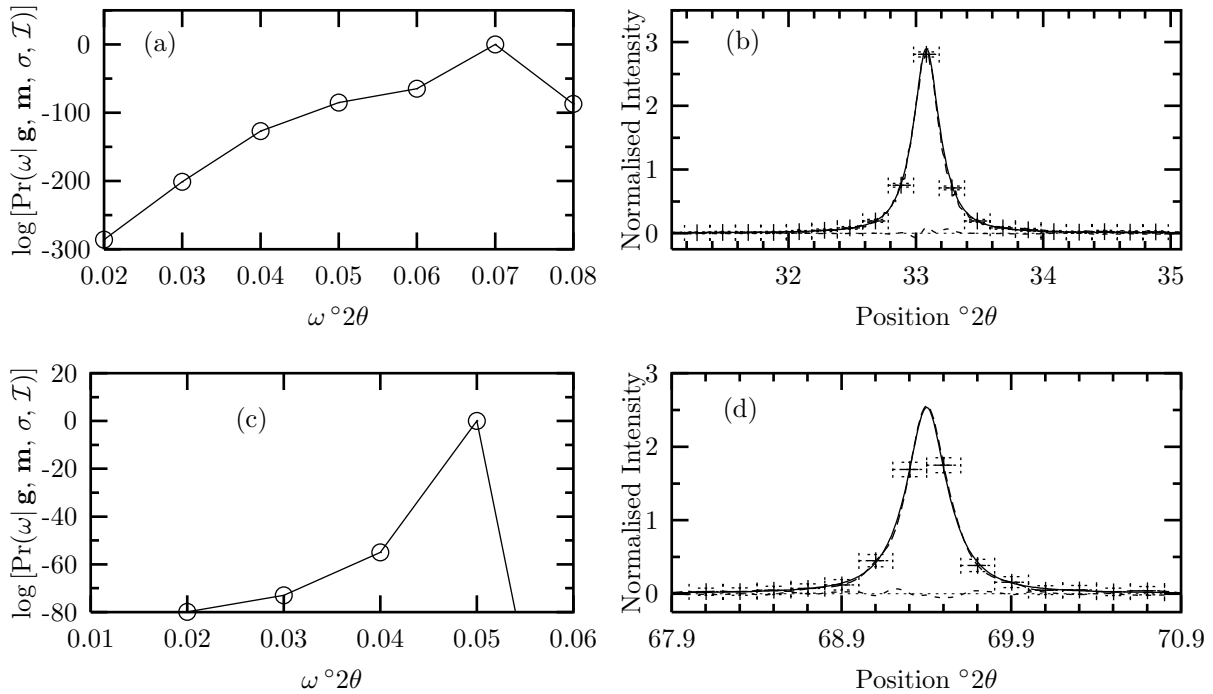 (a)
0
-100
-200
-300
0.02 0.03 0.04 0.05 0.06 0.07 0.08
log [Pr(ω| g, m, σ, I)]
ω °2θ
(b)
3
2
1
0
32 33 34 35
Normalised Intensity
Position °2θ
(c)
20
0
-20
-40
-60
-80
0.01 0.02 0.03 0.04 0.05 0.06
log [Pr(ω| g, m, σ, I)]
ω °2θ
(d)
3
2
1
0
67.9 68.9 69.9 70.9
Normalised Intensity
Position °2θ